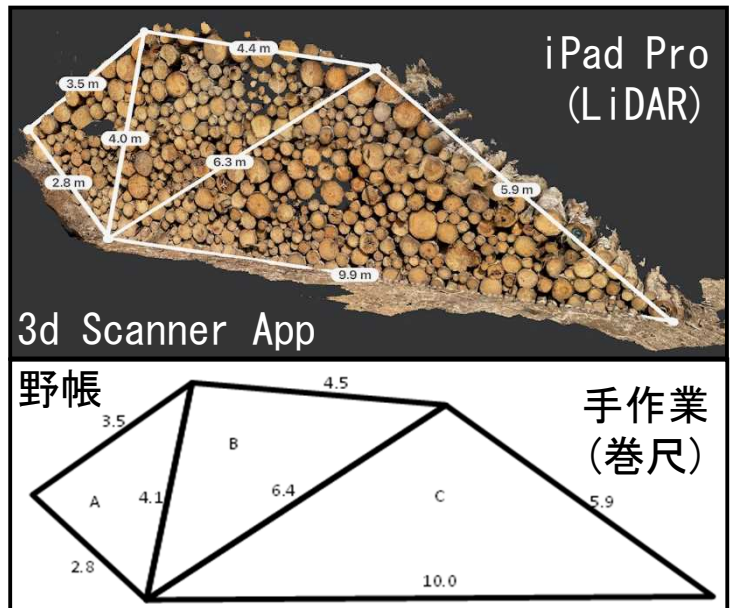 iPad Pro
(LiDAR)
4.4 m
3.5 m
4.0 m
6.3 m
2.8 m
5.9 m
9.9 m
3d Scanner App
野帳
手作業
(巻尺)
4.5
3.5
B
A
4.1
6.4
C
5.9
2.8
10.0